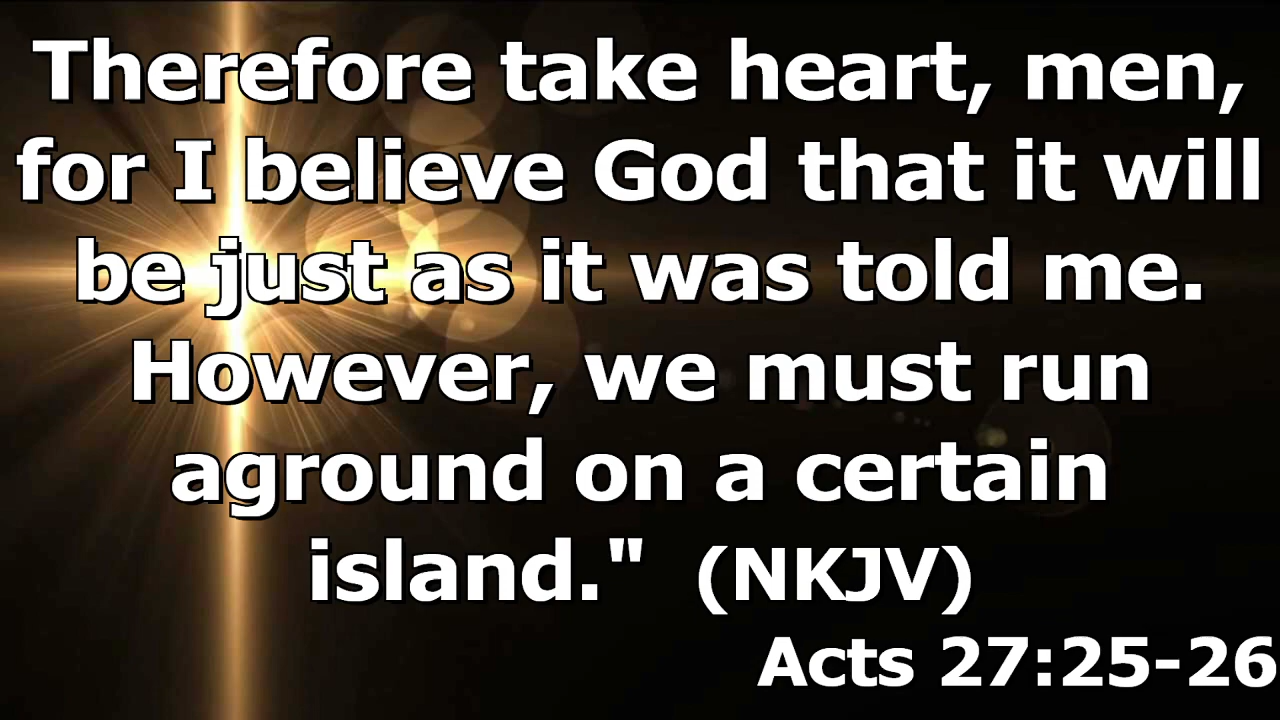 Therefore take heart, men,
for I believe God that it will
be just as it was told me.
However, we must run
aground on a certain
island."  (NKJV)
Acts 27:25-26